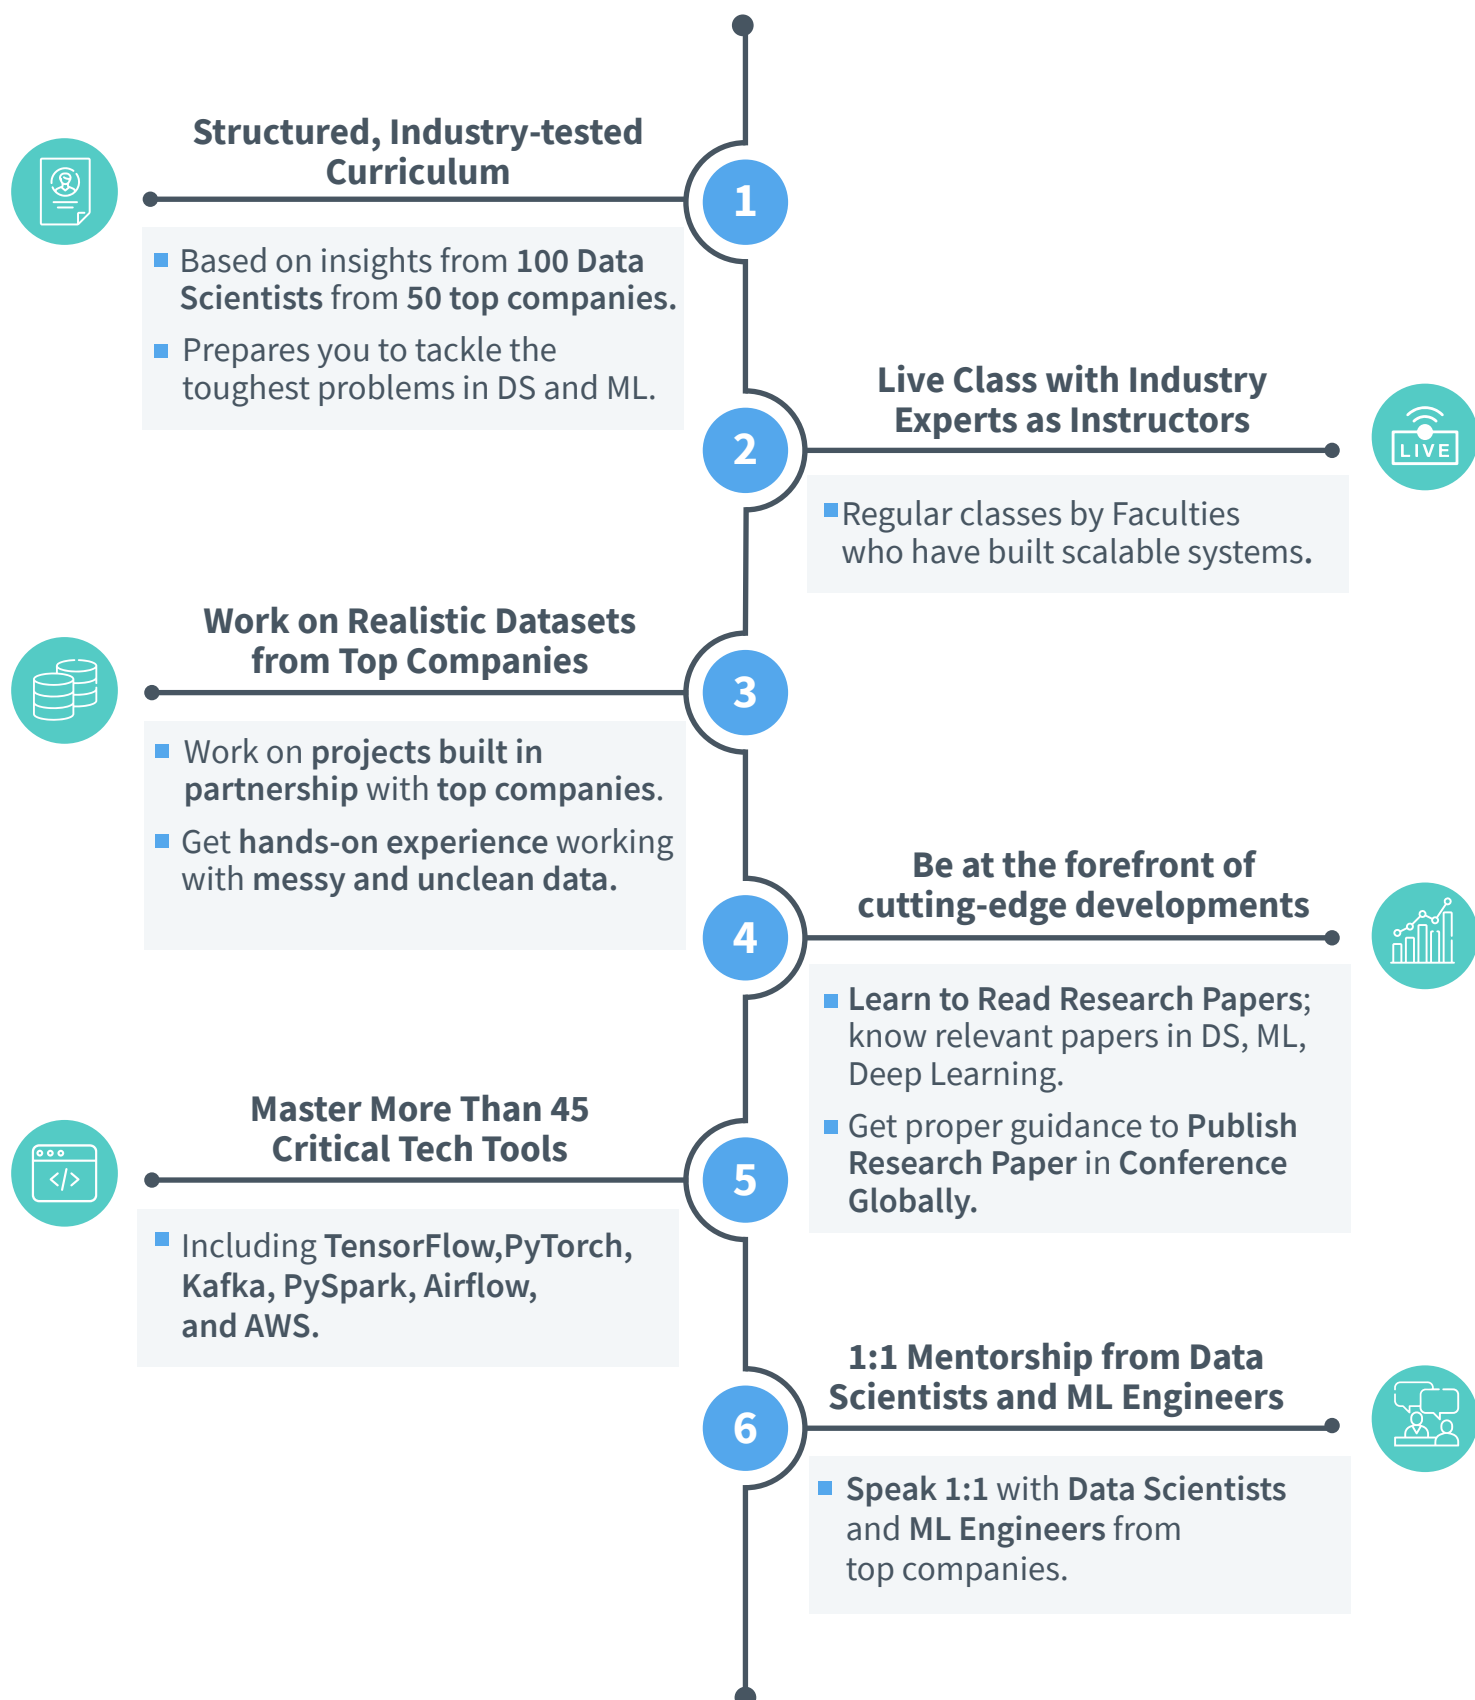 Structured, Industry-tested
Curriculum
1
Based on insights from 100 Data
Scientists from 50 top companies.
Prepares you to tackle the
toughest problems in DS and ML.
Live Class with Industry
Experts as Instructors
2
LIVE
Regular classes by Faculties
who have built scalable systems.
Work on Realistic Datasets
from Top Companies
3
Work on projects built in
partnership with top companies.
Get hands-on experience working
with messy and unclean data.
Be at the forefront of
cutting-edge developments
4
Learn to Read Research Papers;
know relevant papers in DS, ML,
Deep Learning.
Get proper guidance to Publish
Research Paper in Conference
Globally.
Master More Than 45
Critical Tech Tools
5
</>
Including TensorFlow,PyTorch,
Kafka, PySpark, Airflow,
and AWS.
1:1 Mentorship from Data
Scientists and ML Engineers
6
Speak 1:1 with Data Scientists
and ML Engineers from
top companies.